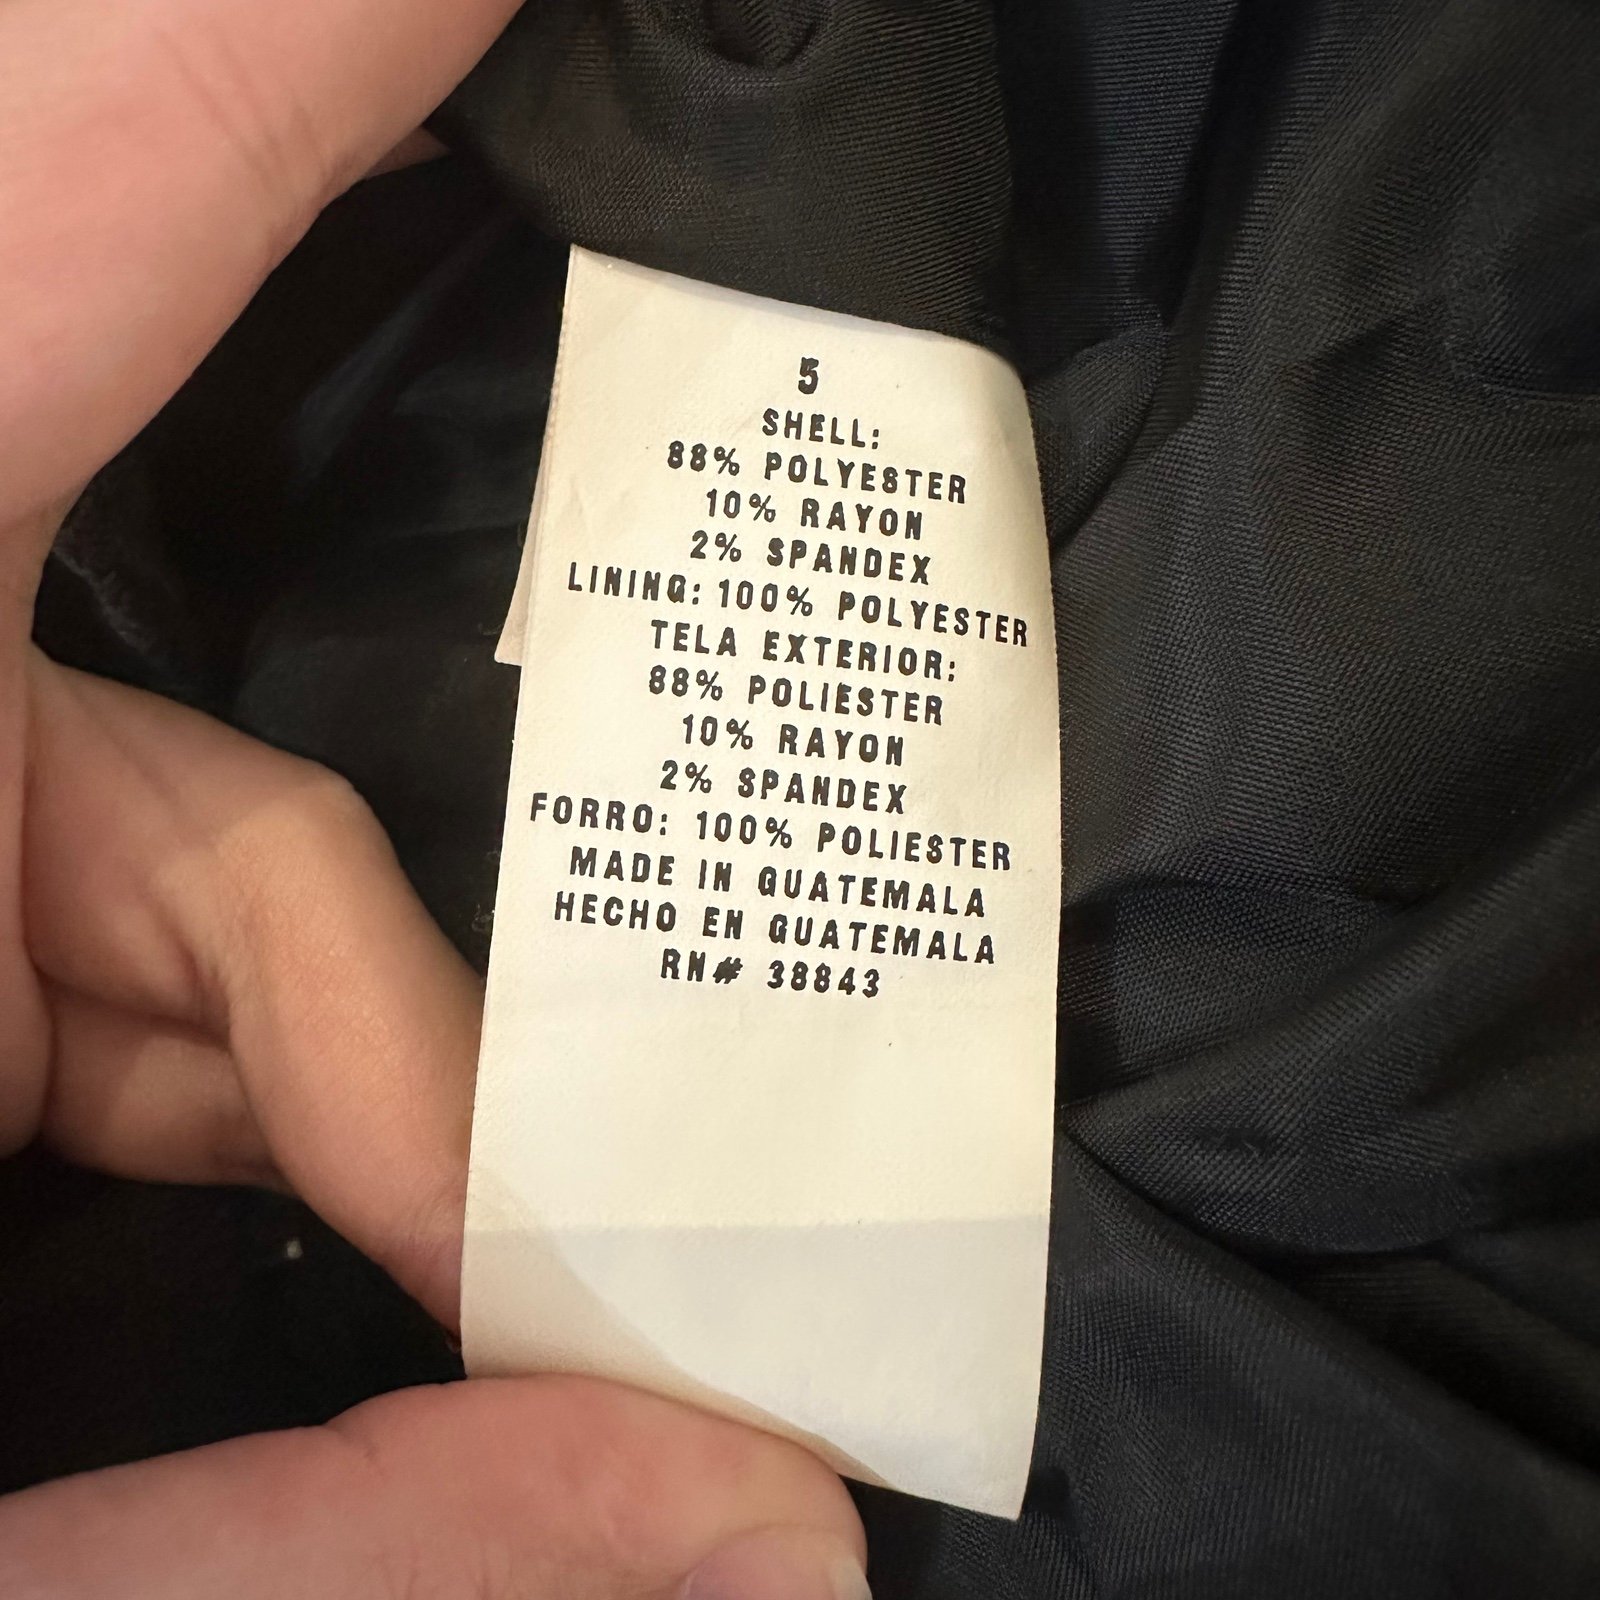 5
SHELL:
88% POLYESTER
10% RAYON
2% SPANDEX
LINING: 100% POLYESTER
TELA EXTERIOR:
88% POLIESTER
10% RAYON
2% SPANDEX
FORRO: 100% POLIESTER
MADE IN GUATEMALA
HECHO EN GUATEMALA
RN# 38843